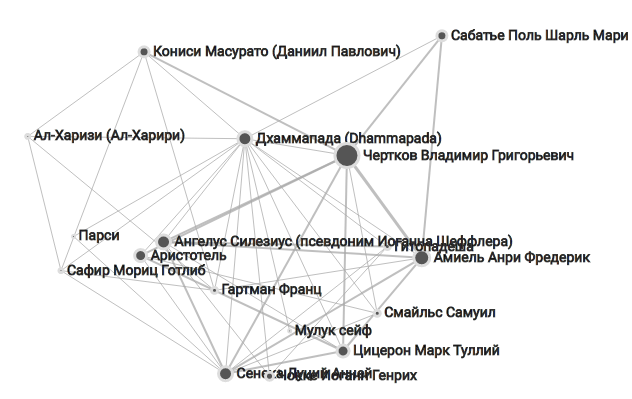 Сабатье Поль Шарль Мари
Кониси Масурато (Даниил Павлович)
Ал-Харизи (Ал-Харири)
Дхаммапада (Dhammapada)
Чертков Владимир Григорьевич
Парси
Ангелус Силезиус (псевдоним Иоганна Шеффлера)
Гитопадеша
Аристотель
Амиель Анри Фредерик
Сафир Мориц Готлиб
Гартман Франц
Смайльс Самуил
Мулук сейф
Цицерон Марк Туллий
Сенека Луций Анней
Иоганн Генрих